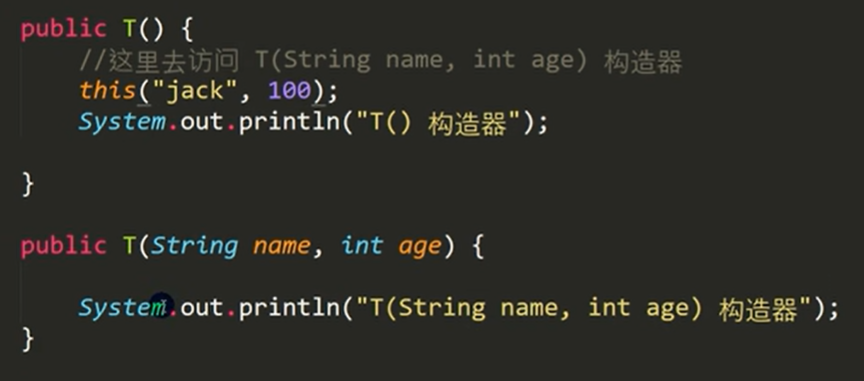 public T() {
//这里去访问 T(String name, int age) 构造器
this("jack", 100);
System.out.println("T() 构造器");
}
public T(String name, int age) {
System.out.println("T(String name, int age) 构造器");
}